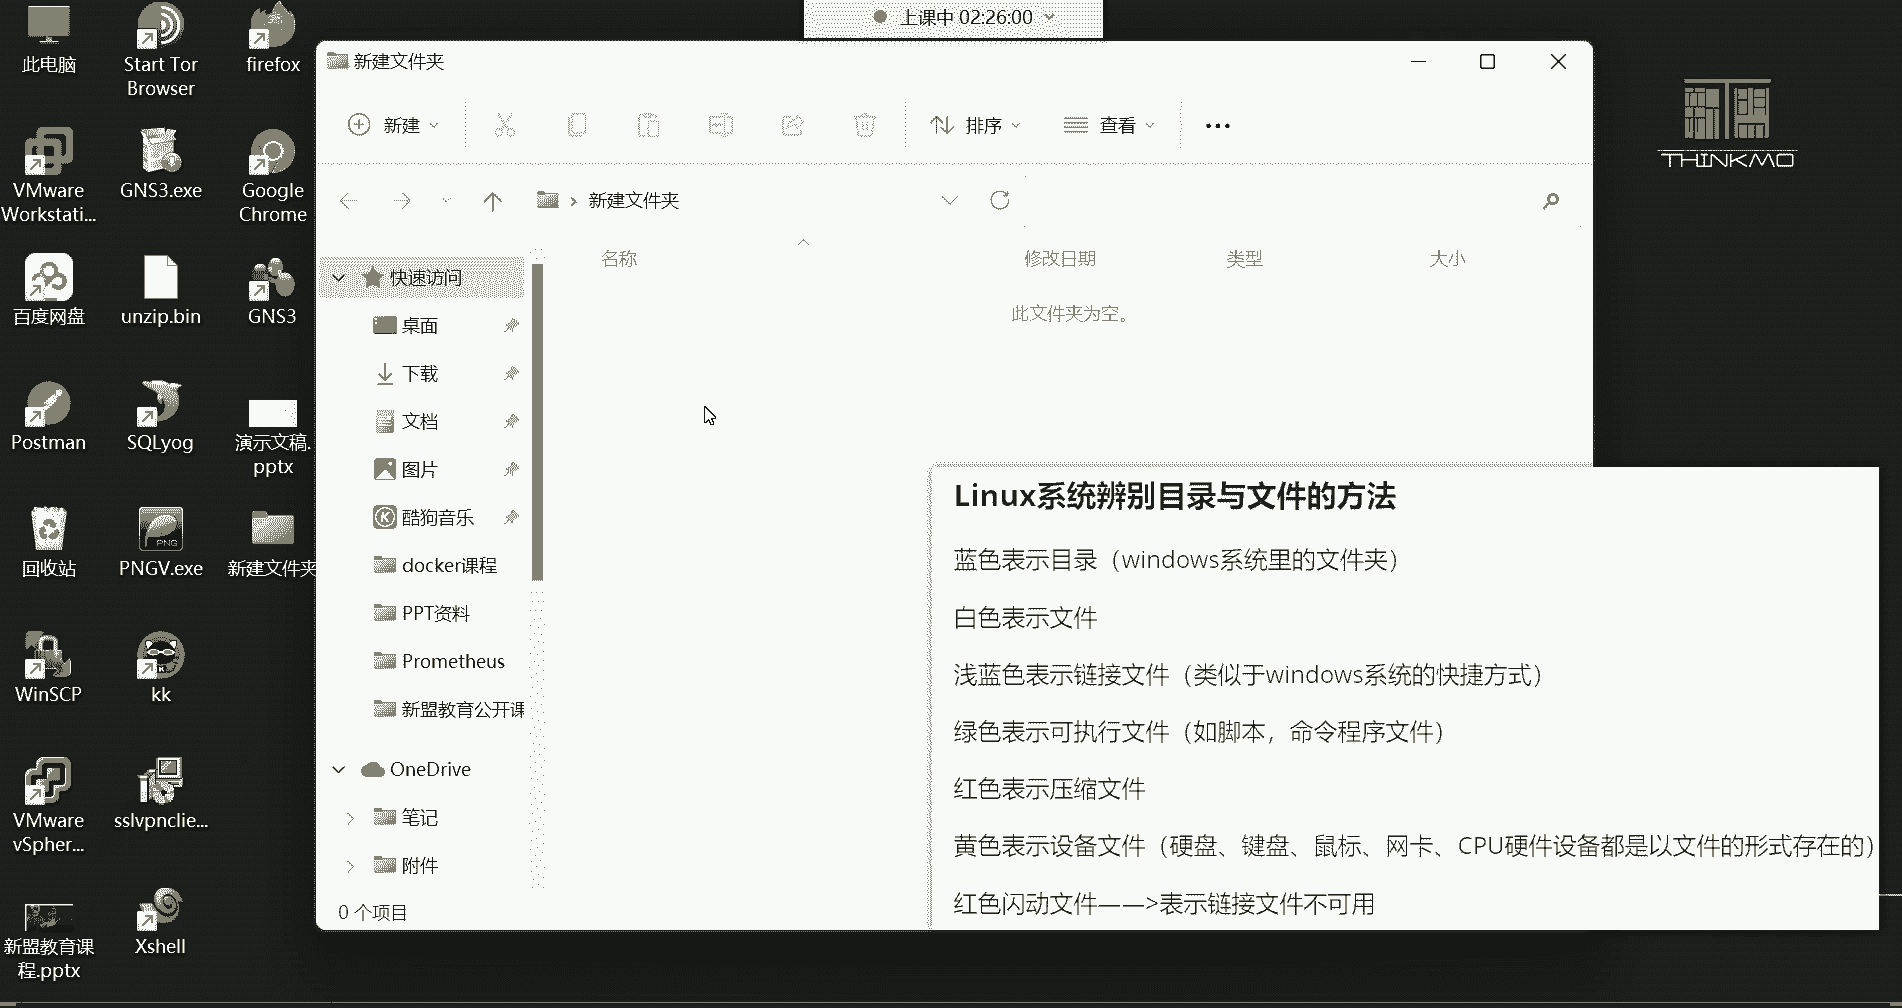 上课中 02:26:00
此电脑
Start Tor
Browser
firefox
VMware
Workstati...
GNS3.exe
Google
Chrome
百度网盘
unzip.bin
GNS3
Postman
SQLyog
演示文稿.
pptx
回收站
PNG
PNGV.exe
新建文件夹
WinSCP
kk
VMware
vSpher...
sslvpnclie...
新盟教育课
程.pptx
Xshell
新建文件夹
新建
排序
查看
新建文件夹
名称
修改日期
类型
大小
此文件夹为空。
快速访问
桌面
下载
文档
图片
酷狗音乐
docker课程
PPT资料
Prometheus
新盟教育公开课
OneDrive
笔记
附件
0 个项目
THINKMO
Linux系统辨别目录与文件的方法
蓝色表示目录（windows系统里的文件夹）
白色表示文件
浅蓝色表示链接文件（类似于windows系统的快捷方式）
绿色表示可执行文件（如脚本，命令程序文件）
红色表示压缩文件
黄色表示设备文件（硬盘、键盘、鼠标、网卡、CPU硬件设备都是以文件的形式存在的）
红色闪动文件——>表示链接文件不可用